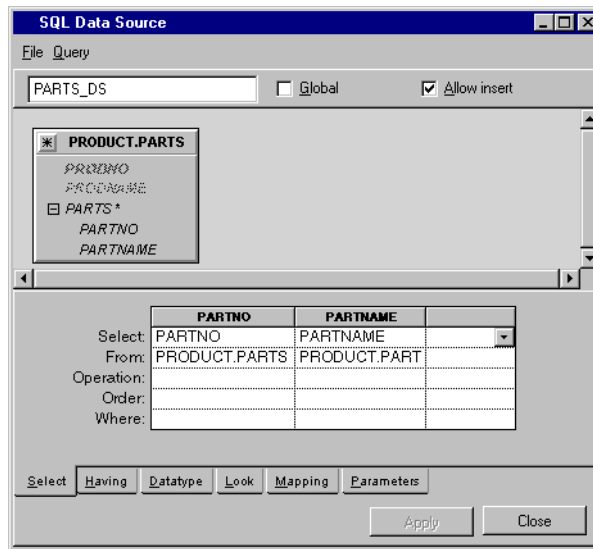 SQL Data Source
File Query
PARTS_DS Global Allow insert
PRODUCT.PARTS
PRODNO
PRODNAME
PARTS*
PARTNO
PARTNAME
PARTNO PARTNAME
Select: PARTNO PARTNAME
From: PRODUCT.PARTS PRODUCT.PART
Operation:
Order:
Where:
Select Having Datatype Look Mapping Parameters
Apply Close